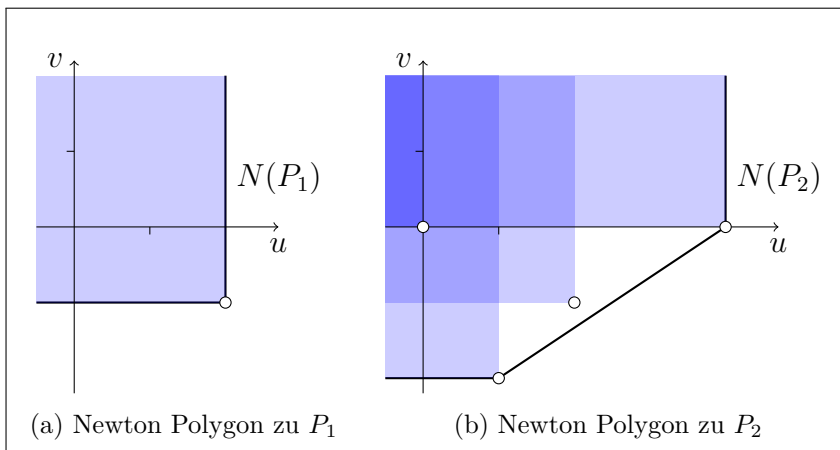 v
v
N(P₁)
N(P₂)
u
u
(a) Newton Polygon zu P₁
(b) Newton Polygon zu P₂